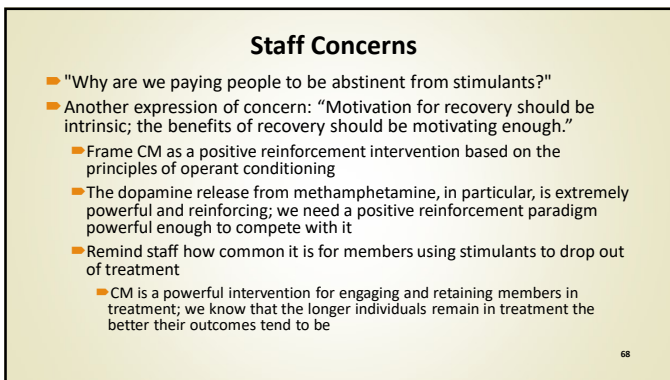 Staff Concerns
"Why are we paying people to be abstinent from stimulants?"
Another expression of concern: “Motivation for recovery should be
intrinsic; the benefits of recovery should be motivating enough.”
Frame CM as a positive reinforcement intervention based on the
principles of operant conditioning
The dopamine release from methamphetamine, in particular, is extremely
powerful and reinforcing; we need a positive reinforcement paradigm
powerful enough to compete with it
Remind staff how common it is for members using stimulants to drop out
of treatment
CM is a powerful intervention for engaging and retaining members in
treatment; we know that the longer individuals remain in treatment the
better their outcomes tend to be
68